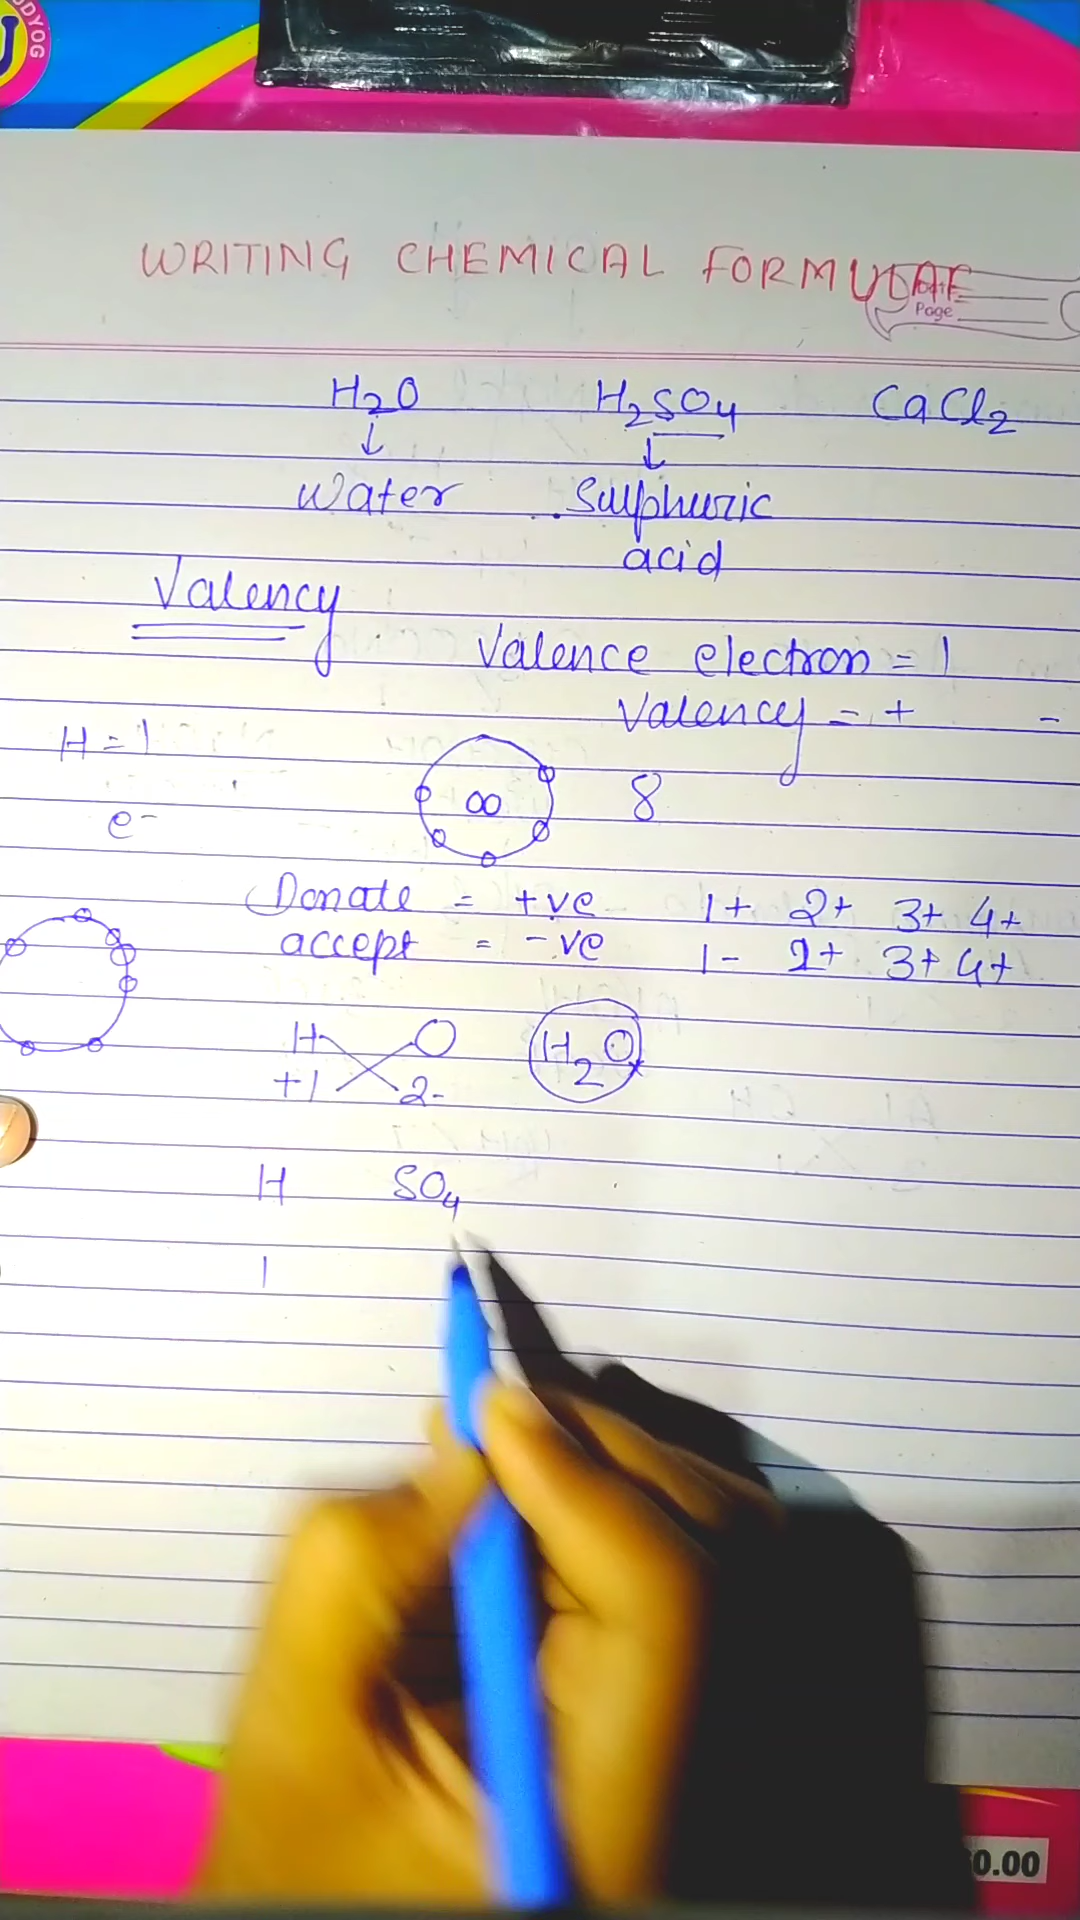 DYOG
U
WRITING CHEMICAL FORMULAE
Page
H2O H2SO4 CaCl2
↓ ↓
Water Sulphuric
acid
Valency
Valence electron = 1
Valency = + -
H = 1
8
e-
Donate = +ve 1+ 2+ 3+ 4+
accept = -ve 1- 2+ 3+ 4+
H O H2O
+1 2-
H SO4
1
0.00